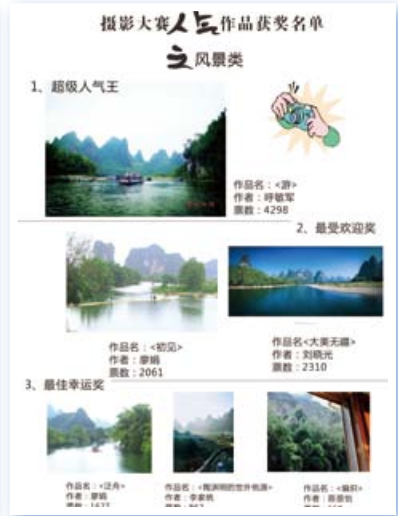 摄影大赛人气作品获奖名单
之风景类
1、超级人气王
作品名：<游>
作者：呼敏军
票数：4298
2、最受欢迎奖
作品名：<初见>
作者：廖娟
票数：2061
作品名<大美无疆>
作者：刘晓光
票数：2310
3、最佳幸运奖
作品名：<泛舟>
作者：廖娟
作品名：<陶渊明的世外桃源>
作者：李家桃
作品名：
作者：